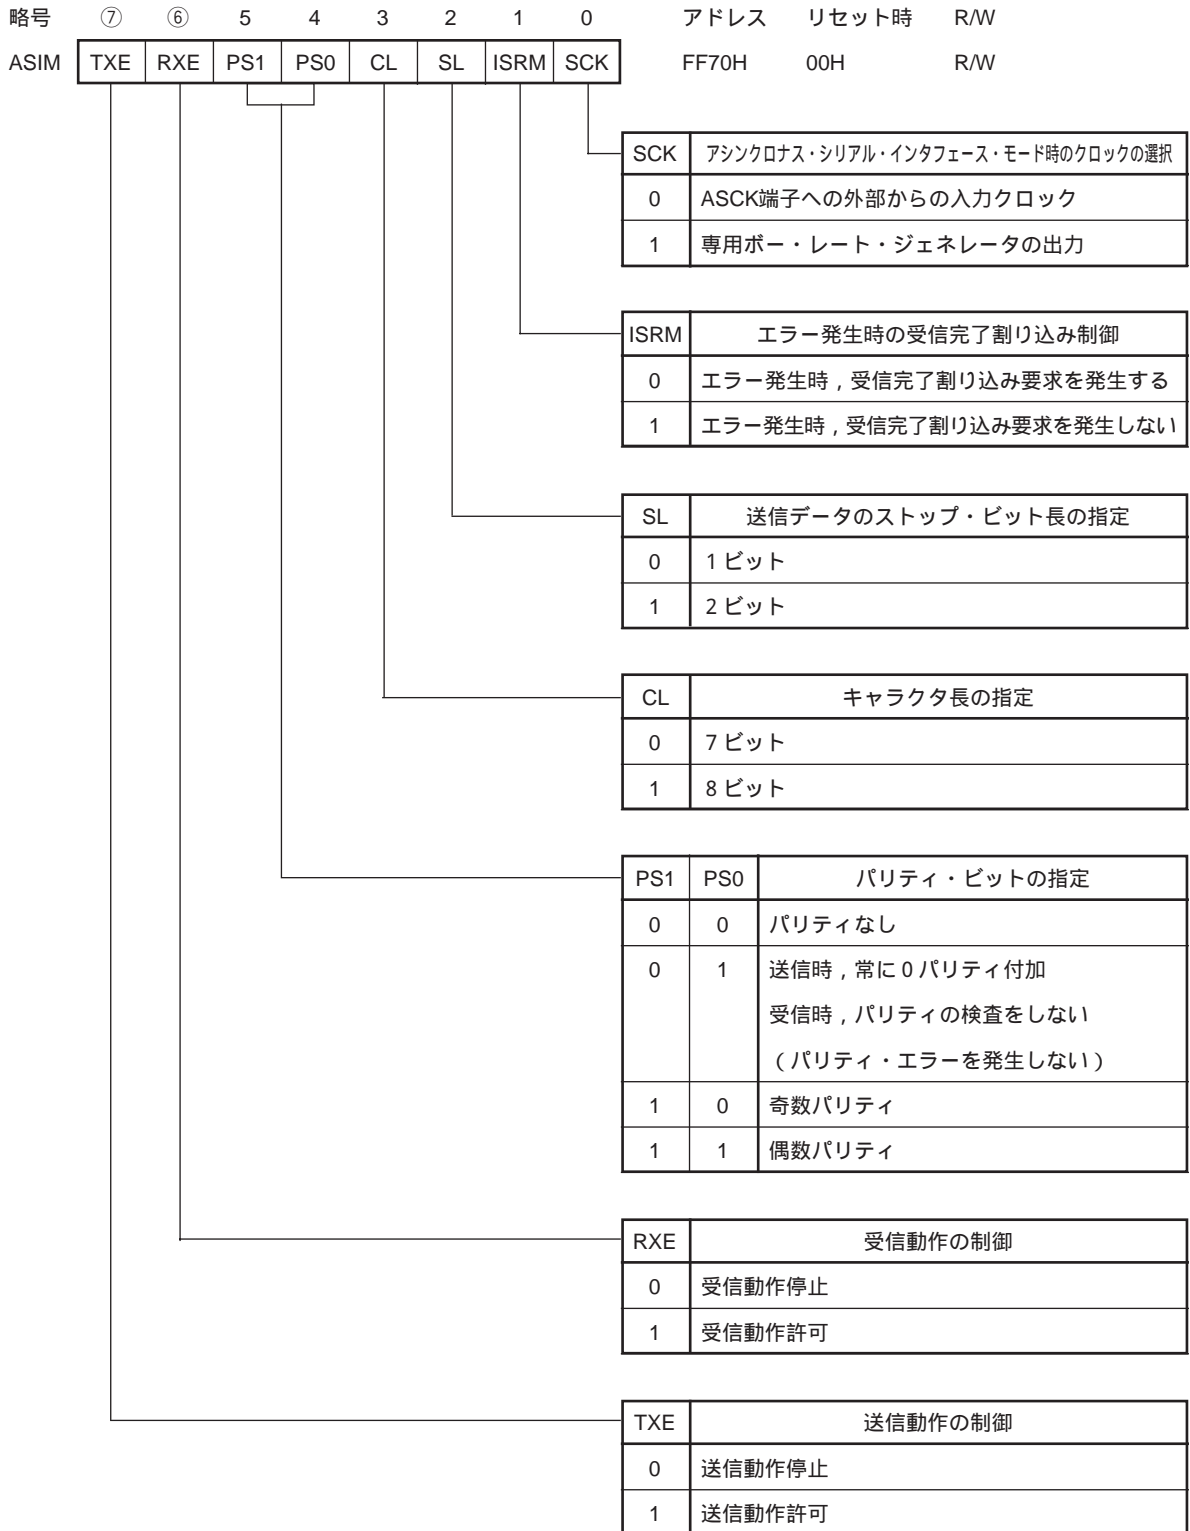 略号 ⑦ ⑥ 5 4 3 2 1 0 アドレス リセット時 R/W
ASIM TXE RXE PS1 PS0 CL SL ISRM SCK FF70H 00H R/W
SCK アシンクロナス・シリアル・インタフェース・モード時のクロックの選択
0 ASCK端子への外部からの入力クロック
1 専用ボー・レート・ジェネレータの出力
ISRM エラー発生時の受信完了割り込み制御
0 エラー発生時,受信完了割り込み要求を発生する
1 エラー発生時,受信完了割り込み要求を発生しない
SL 送信データのストップ・ビット長の指定
0 1ビット
1 2ビット
CL キャラクタ長の指定
0 7ビット
1 8ビット
PS1 PS0 パリティ・ビットの指定
0 0 パリティなし
0 1 送信時,常に0パリティ付加
受信時,パリティの検査をしない
(パリティ・エラーを発生しない)
1 0 奇数パリティ
1 1 偶数パリティ
RXE 受信動作の制御
0 受信動作停止
1 受信動作許可
TXE 送信動作の制御
0 送信動作停止
1 送信動作許可